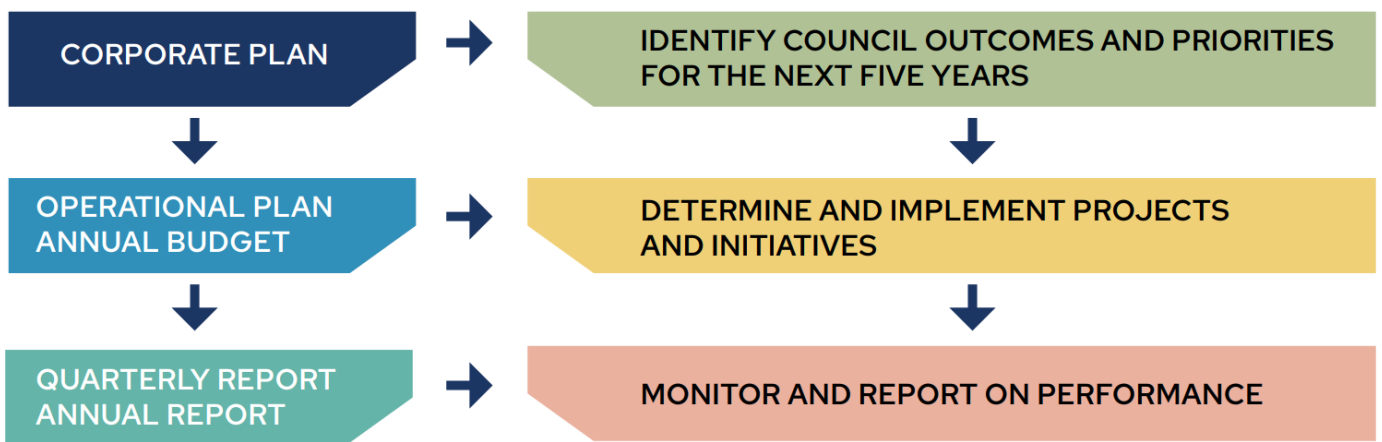 CORPORATE PLAN
IDENTIFY COUNCIL OUTCOMES AND PRIORITIES
FOR THE NEXT FIVE YEARS
OPERATIONAL PLAN
ANNUAL BUDGET
DETERMINE AND IMPLEMENT PROJECTS
AND INITIATIVES
QUARTERLY REPORT
ANNUAL REPORT
MONITOR AND REPORT ON PERFORMANCE